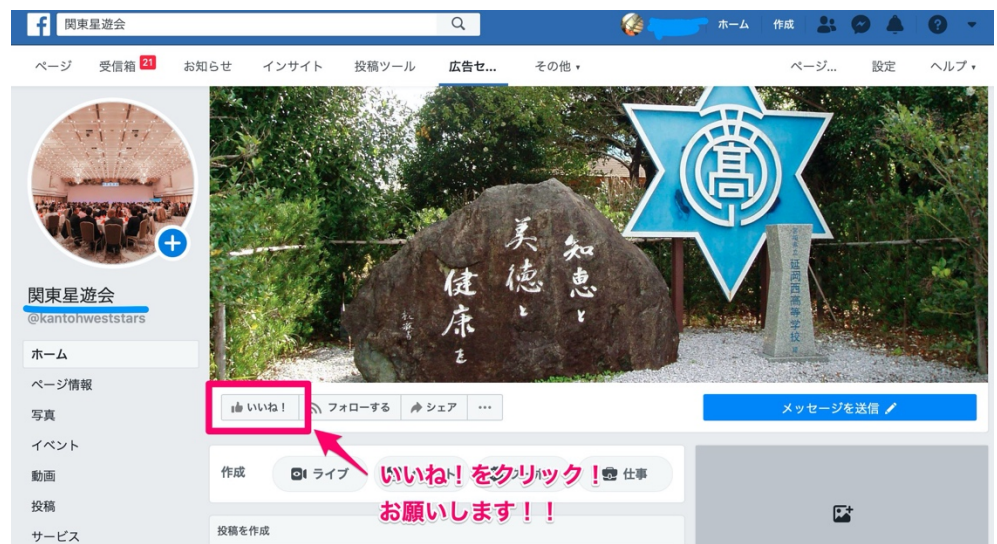 f 関東星遊会
ホーム 作成
ページ 受信箱 21 お知らせ インサイト 投稿ツール 広告セ... その他 ページ... 設定 ヘルプ
高
知恵と
美徳と
健康を
延岡西高等学校
関東星遊会
@kantohweststars
ホーム
ページ情報
写真
イベント
動画
投稿
サービス
いいね! フォローする シェア ...
メッセージを送信
作成 ライブ 仕事
いいね!をクリック!
お願いします!!
投稿を作成